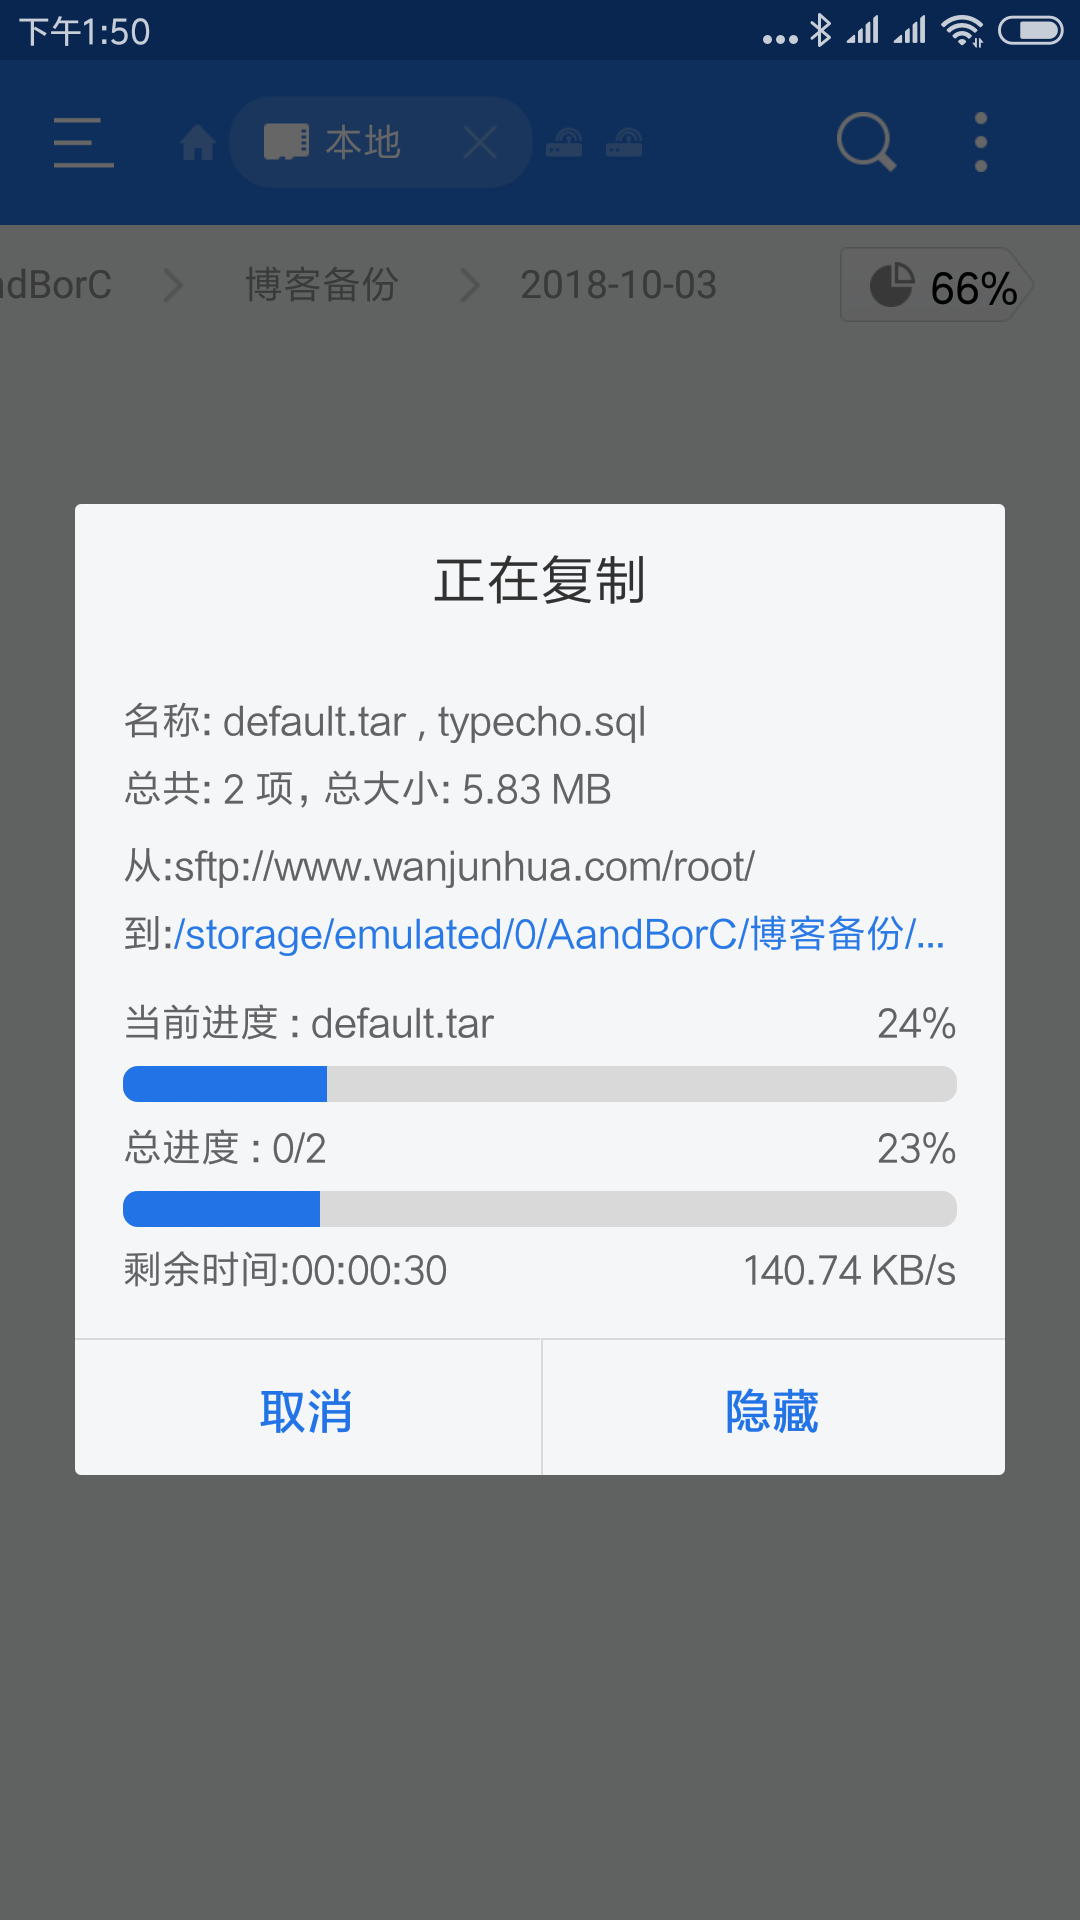 下午1:50
本地
ndBorC
博客备份
2018-10-03
66%
正在复制
名称: default.tar , typecho.sql
总共: 2 项, 总大小: 5.83 MB
从:sftp://www.wanjunhua.com/root/
到:/storage/emulated/0/AandBorC/博客备份/...
当前进度 : default.tar 24%
总进度 : 0/2 23%
剩余时间:00:00:30 140.74 KB/s
取消 隐藏